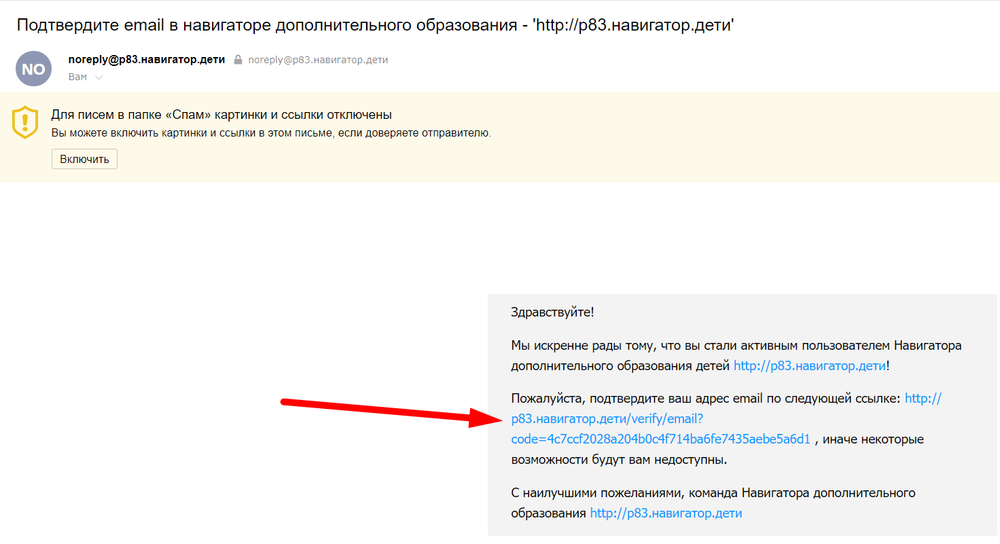 Подтвердите email в навигаторе дополнительного образования - 'http://р83.навигатор.дети'
NO
noreply@р83.навигатор.дети noreply@р83.навигатор.дети
Вам
Для писем в папке «Спам» картинки и ссылки отключены
Вы можете включить картинки и ссылки в этом письме, если доверяете отправителю.
Включить
Здравствуйте!
Мы искренне рады тому, что вы стали активным пользователем Навигатора
дополнительного образования детей http://р83.навигатор.дети!
Пожалуйста, подтвердите ваш адрес email по следующей ссылке: http://
р83.навигатор.дети/verify/email?
code=4c7ccf2028a204b0c4f714ba6fe7435aebe5a6d1 , иначе некоторые
возможности будут вам недоступны.
С наилучшими пожеланиями, команда Навигатора дополнительного
образования http://р83.навигатор.дети